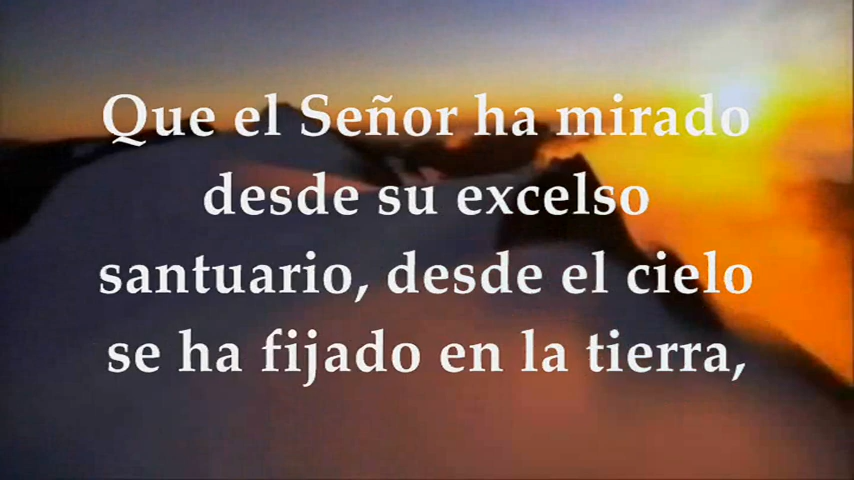 Que el Señor ha mirado
desde su excelso
santuario, desde el cielo
se ha fijado en la tierra,